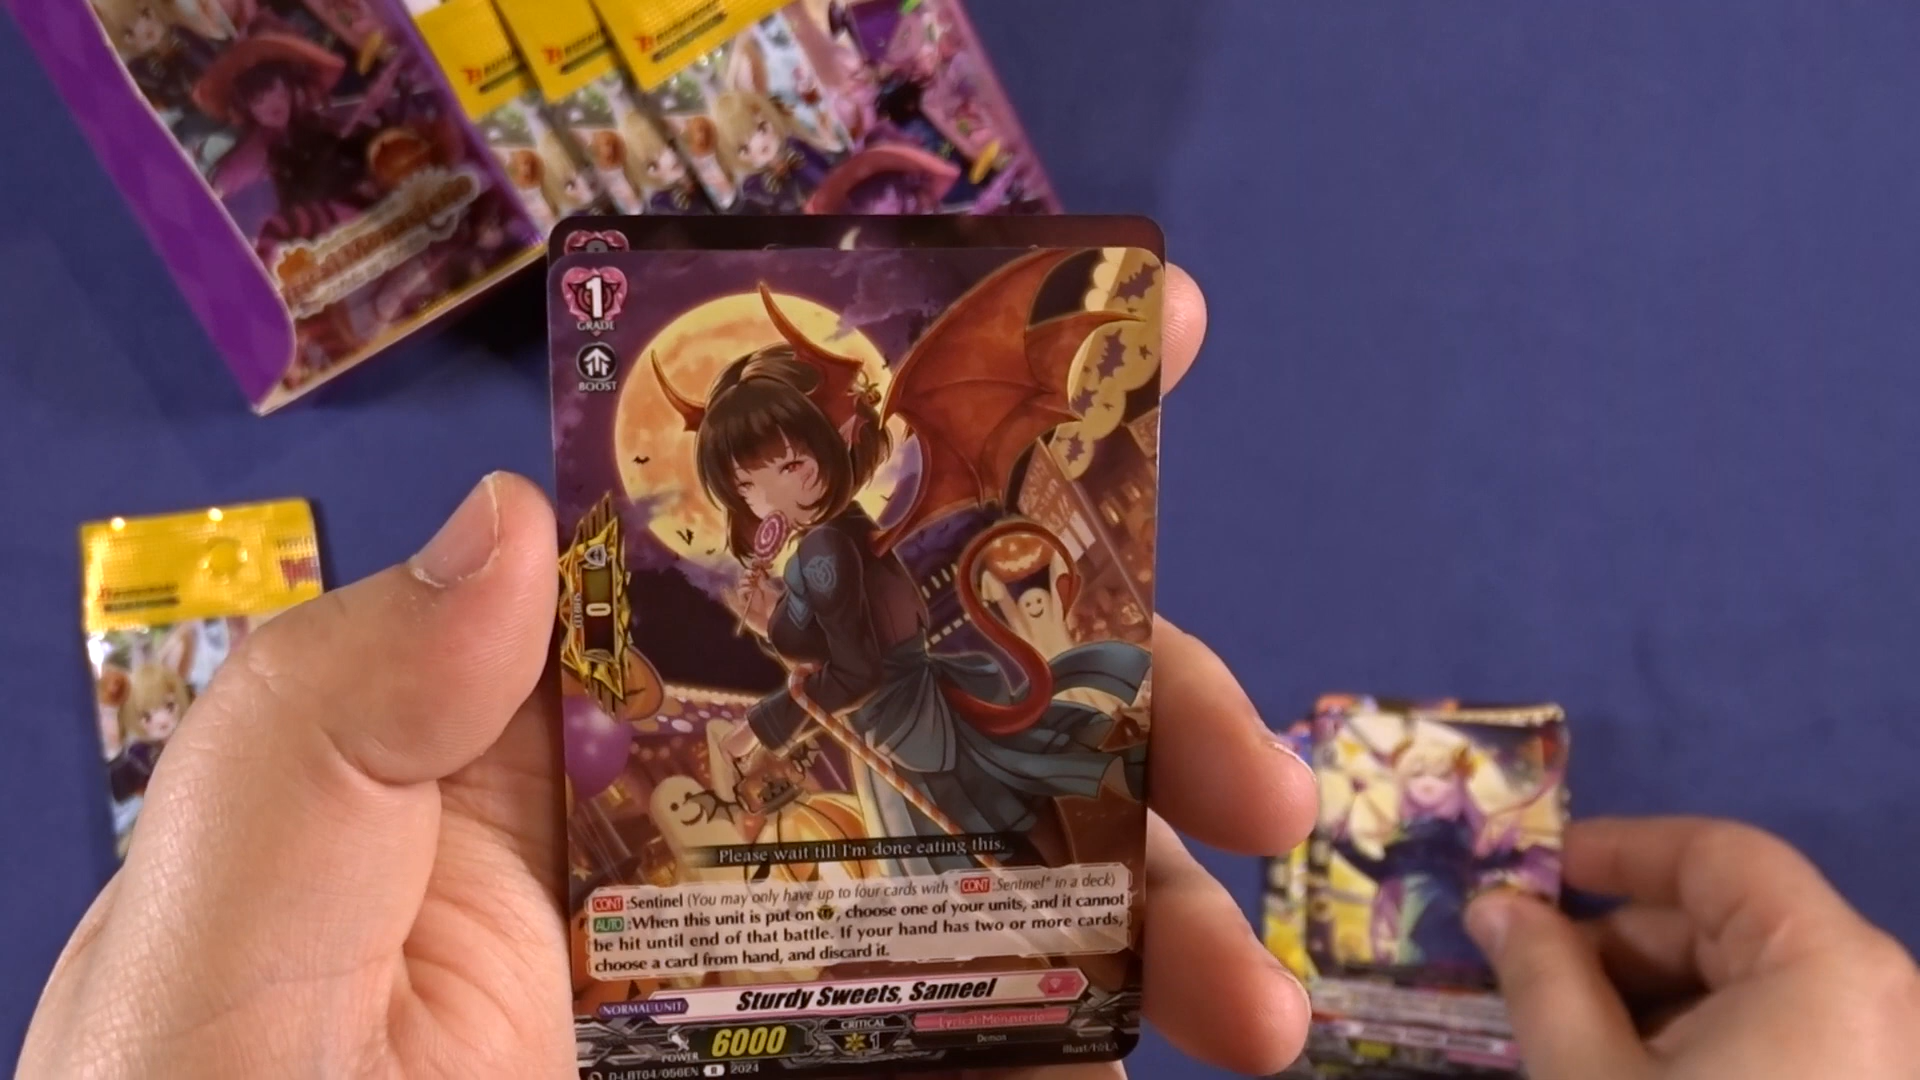 1
GRADE
BOOST
SHIELD
0
Please wait till I'm done eating this.
CONT:Sentinel (You may only have up to four cards with "CONT:Sentinel" in a deck)
AUTO:When this unit is put on , choose one of your units, and it cannot
be hit until end of that battle. If your hand has two or more cards,
choose a card from hand, and discard it.
NORMAL UNIT
Sturdy Sweets, Sameel
POWER
6000
CRITICAL
1
Lyrical Monasterio
Demon
D-LBT04/056EN R 2024